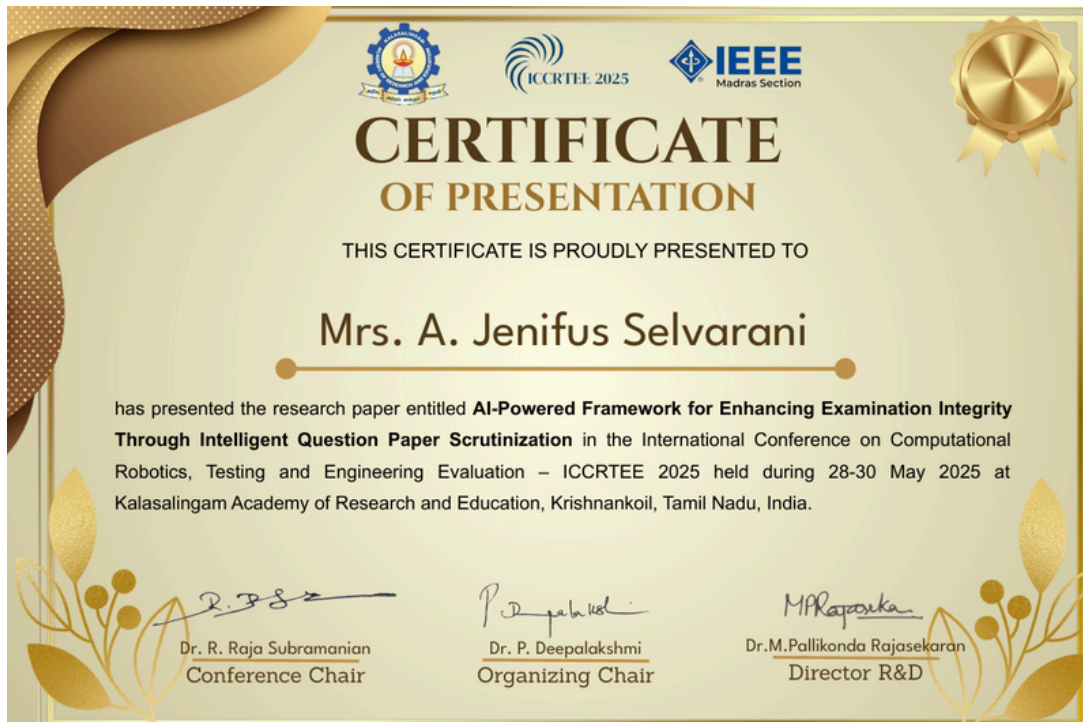 ICCRTEE 2025
IEEE
Madras Section
CERTIFICATE
OF PRESENTATION
THIS CERTIFICATE IS PROUDLY PRESENTED TO
Mrs. A. Jenifus Selvarani
has presented the research paper entitled AI-Powered Framework for Enhancing Examination Integrity
Through Intelligent Question Paper Scrutinization in the International Conference on Computational
Robotics, Testing and Engineering Evaluation – ICCRTEE 2025 held during 28-30 May 2025 at
Kalasalingam Academy of Research and Education, Krishnankoil, Tamil Nadu, India.
Dr. R. Raja Subramanian
Conference Chair
Dr. P. Deepalakshmi
Organizing Chair
Dr.M.Pallikonda Rajasekaran
Director R&D